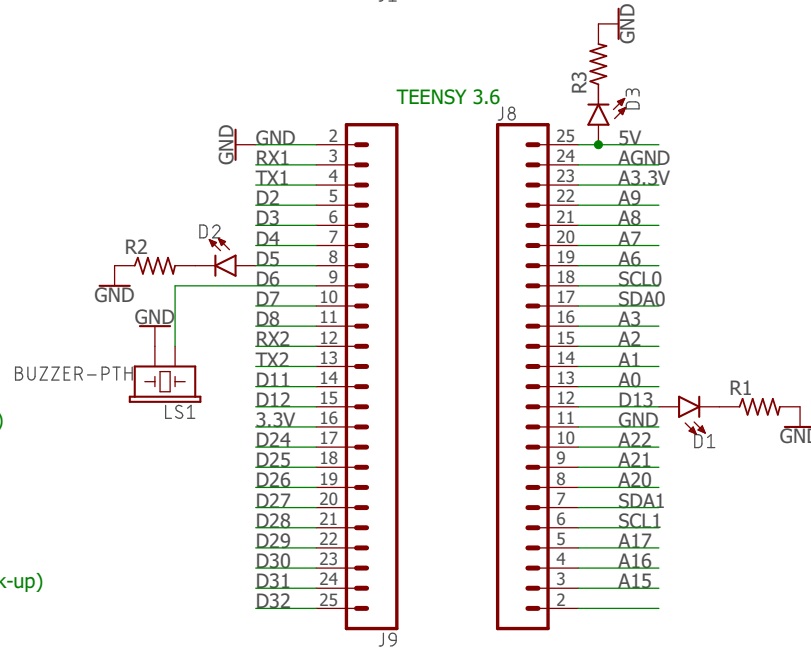 GND
R3
D3
TEENSY 3.6
J8
GND
GND 2
RX1 3
TX1 4
D2 5
D3 6
D4 7
D5 8
D6 9
D7 10
D8 11
RX2 12
TX2 13
D11 14
D12 15
3.3V 16
D24 17
D25 18
D26 19
D27 20
D28 21
D29 22
D30 23
D31 24
D32 25
J9
R2
D2
GND
GND
BUZZER-PTH
LS1
25 5V
24 AGND
23 A3.3V
22 A9
21 A8
20 A7
19 A6
18 SCL0
17 SDA0
16 A3
15 A2
14 A1
13 A0
12 D13
11 GND
10 A22
9 A21
8 A20
7 SDA1
6 SCL1
5 A17
4 A16
3 A15
2
R1
D1
GND
)
k-up)